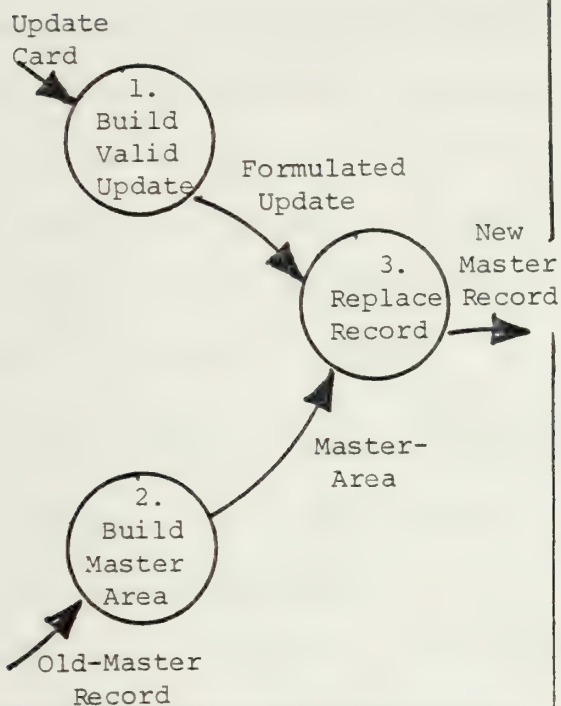 Update
Card
1.
Build
Valid
Update
Formulated
Update
3.
Replace
Record
New
Master
Record
Master-
Area
2.
Build
Master
Area
Old-Master
Record